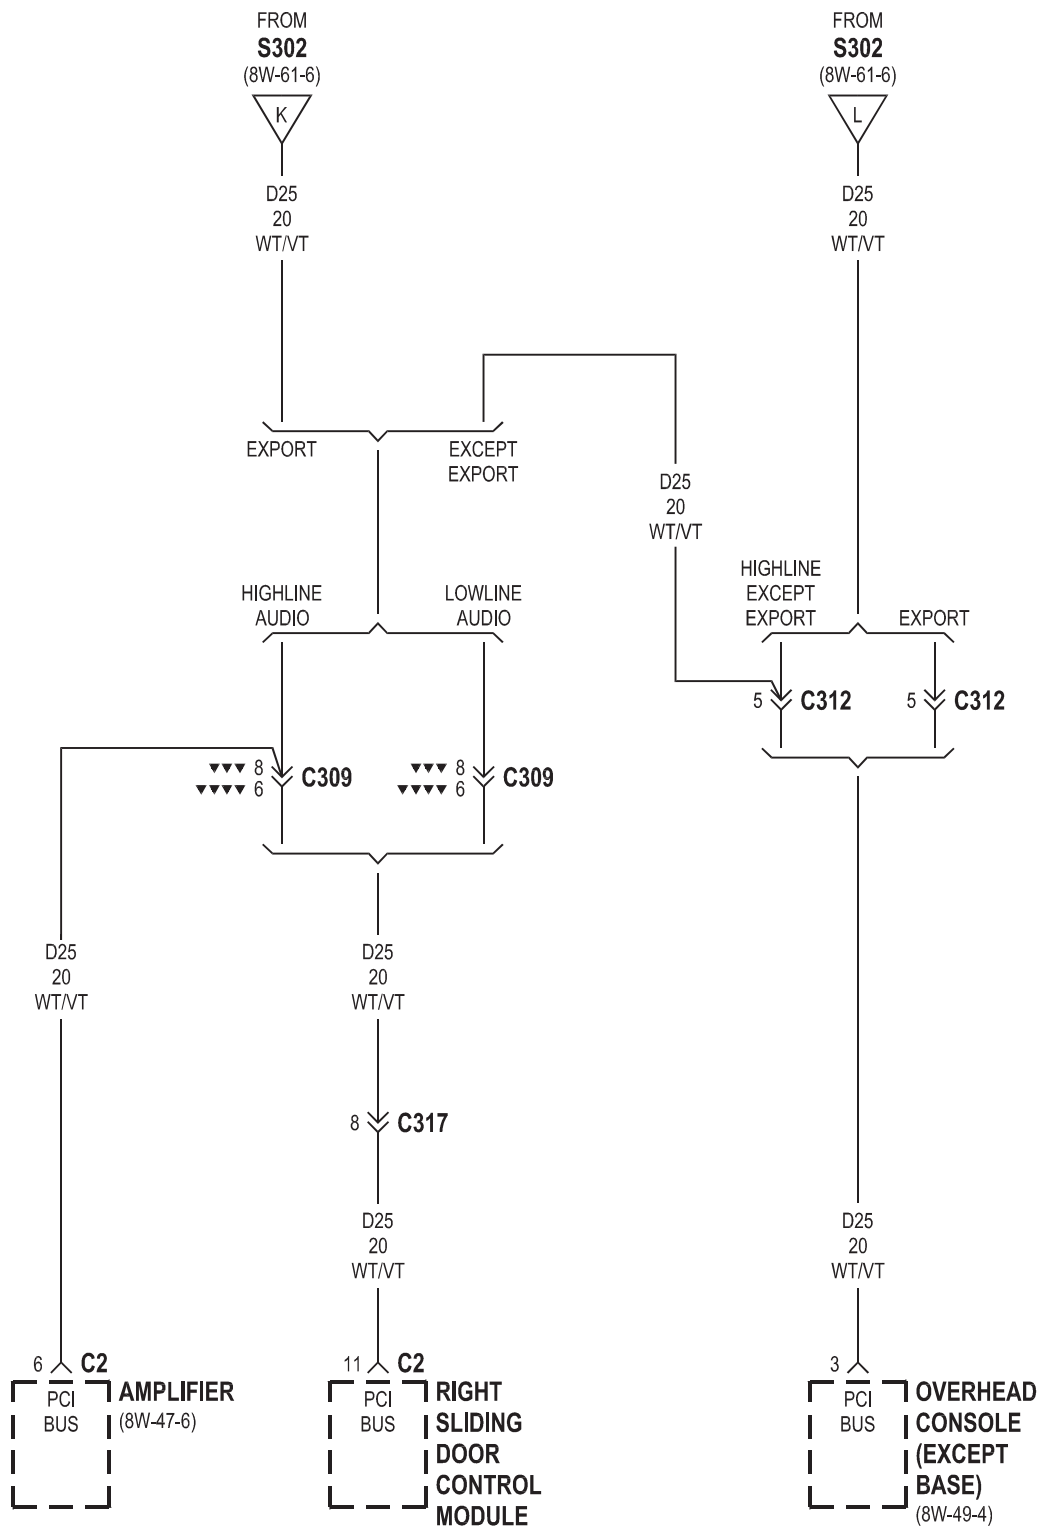 FROM
S302
(8W-61-6)
K
D25
20
WT/VT
FROM
S302
(8W-61-6)
L
D25
20
WT/VT
EXPORT
EXCEPT
EXPORT
D25
20
WT/VT
HIGHLINE
AUDIO
LOWLINE
AUDIO
HIGHLINE
EXCEPT
EXPORT
EXPORT
5 C312
5 C312
▼▼▼ 8
▼▼▼▼ 6
C309
▼▼▼ 8
▼▼▼▼ 6
C309
D25
20
WT/VT
D25
20
WT/VT
8 C317
D25
20
WT/VT
D25
20
WT/VT
6 C2
PCI
BUS
AMPLIFIER
(8W-47-6)
11 C2
PCI
BUS
RIGHT
SLIDING
DOOR
CONTROL
MODULE
3
PCI
BUS
OVERHEAD
CONSOLE
(EXCEPT
BASE)
(8W-49-4)